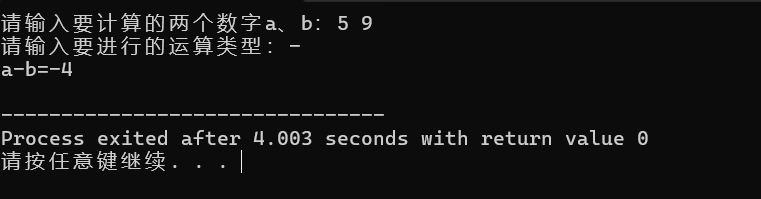 请输入要计算的两个数字a、b: 5 9
请输入要进行的运算类型: -
a-b=-4
--------------------------------
Process exited after 4.003 seconds with return value 0
请按任意键继续. . .